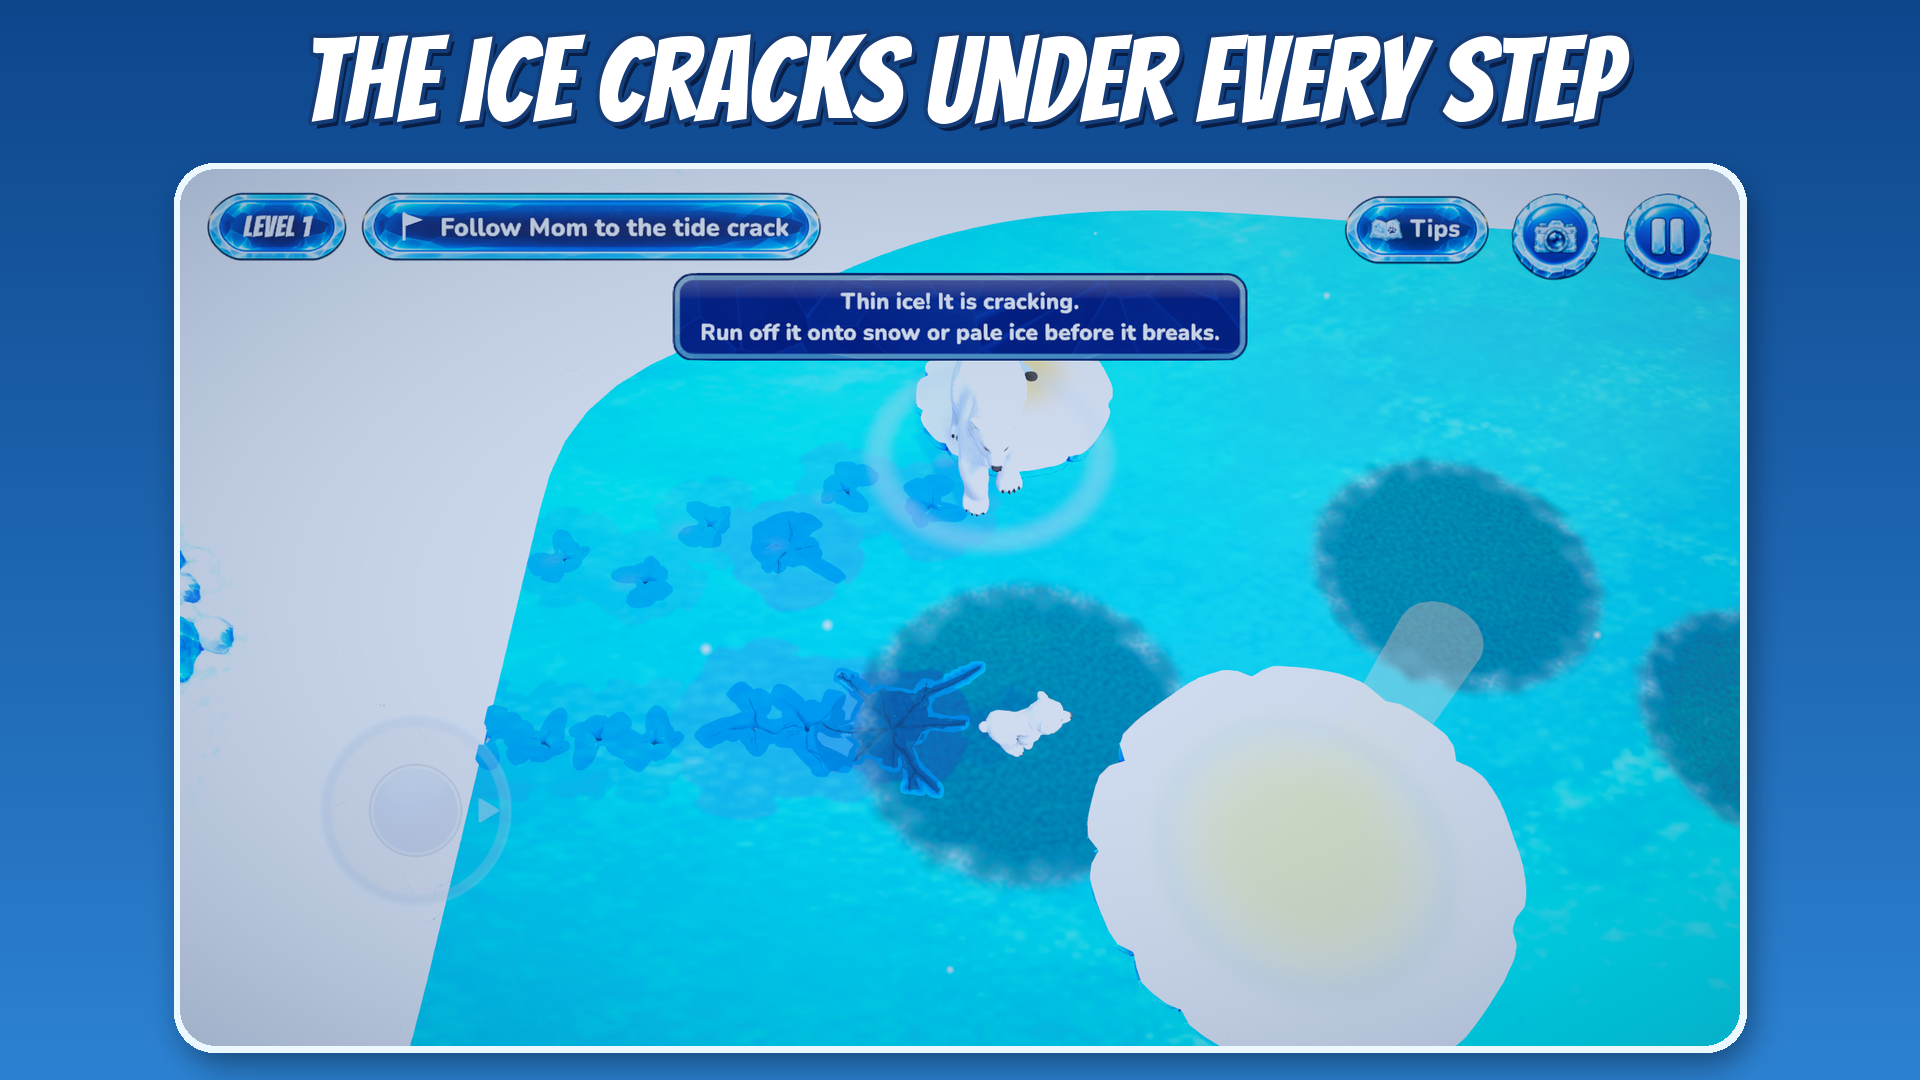 THE ICE CRACKS UNDER EVERY STEP
LEVEL 1
Follow Mom to the tide crack
Tips
Thin ice! It is cracking.
Run off it onto snow or pale ice before it breaks.